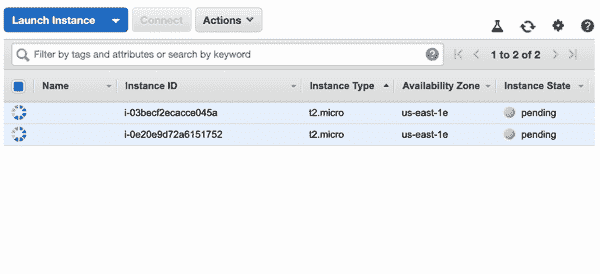 Launch Instance Connect Actions
Filter by tags and attributes or search by keyword 1 to 2 of 2
Name Instance ID Instance Type Availability Zone Instance State
i-03becf2ecacce045a t2.micro us-east-1e pending
i-0e20e9d72a6151752 t2.micro us-east-1e pending